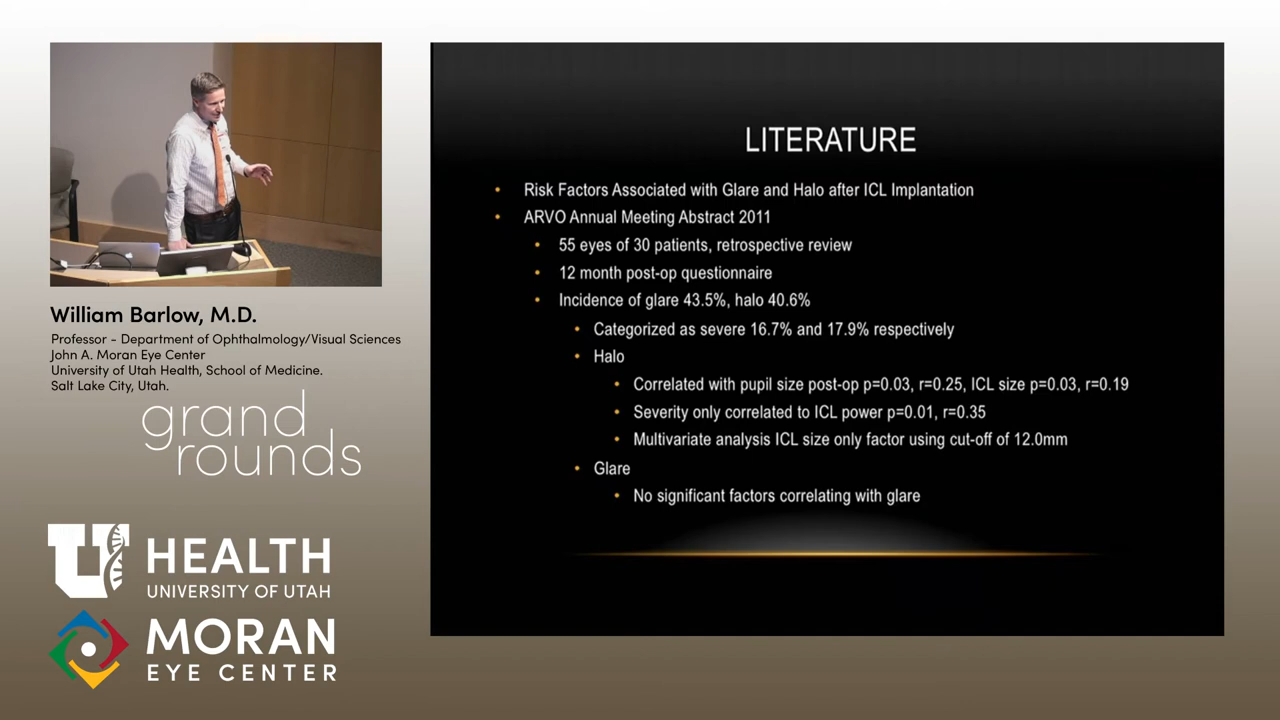 William Barlow, M.D.
Professor - Department of Ophthalmology/Visual Sciences
John A. Moran Eye Center
University of Utah Health, School of Medicine.
Salt Lake City, Utah.
grand
rounds
U HEALTH
UNIVERSITY OF UTAH
MORAN
EYE CENTER
LITERATURE
• Risk Factors Associated with Glare and Halo after ICL Implantation
• ARVO Annual Meeting Abstract 2011
• 55 eyes of 30 patients, retrospective review
• 12 month post-op questionnaire
• Incidence of glare 43.5%, halo 40.6%
• Categorized as severe 16.7% and 17.9% respectively
• Halo
• Correlated with pupil size post-op p=0.03, r=0.25, ICL size p=0.03, r=0.19
• Severity only correlated to ICL power p=0.01, r=0.35
• Multivariate analysis ICL size only factor using cut-off of 12.0mm
• Glare
• No significant factors correlating with glare